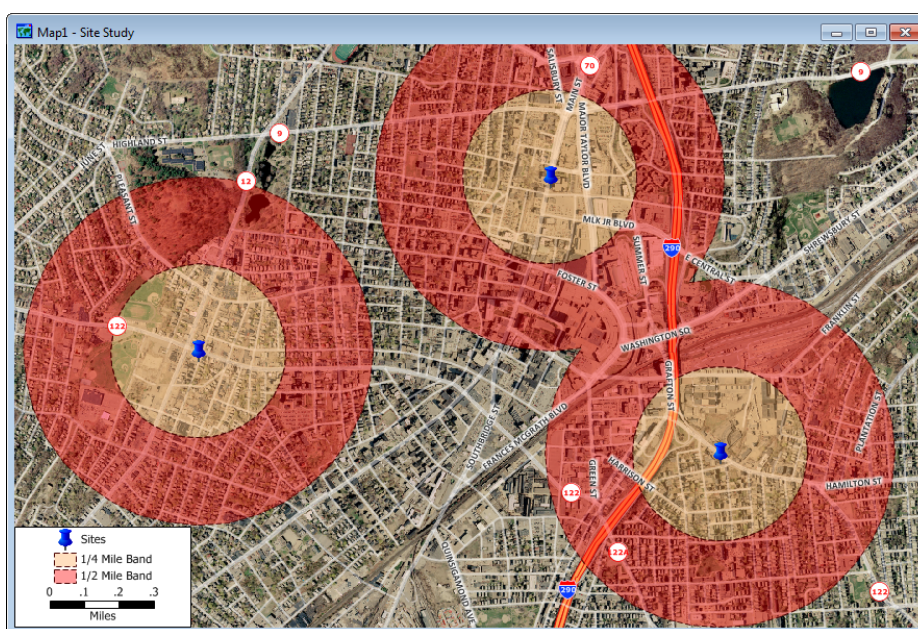 Map1 - Site Study
SALISBURY ST
MAIN ST
70
MAJOR TAYLOR BLVD
9
9
JUNE ST
HIGHLAND ST
12
PLEASANT ST
MLK JR BLVD
SUMMER ST
290
E CENTRAL ST
SHREWSBURY ST
FOSTER ST
FRANKLIN ST
122
WASHINGTON SQ
GRAFTON ST
PLANTATION ST
SOUTHBRIDGE ST
FRANCES MCGRATH BLVD
GREEN ST
HARRISON ST
HAMILTON ST
122
122A
QUINSIGAMOND AVE
290
122
Sites
1/4 Mile Band
1/2 Mile Band
0 .1 .2 .3
Miles